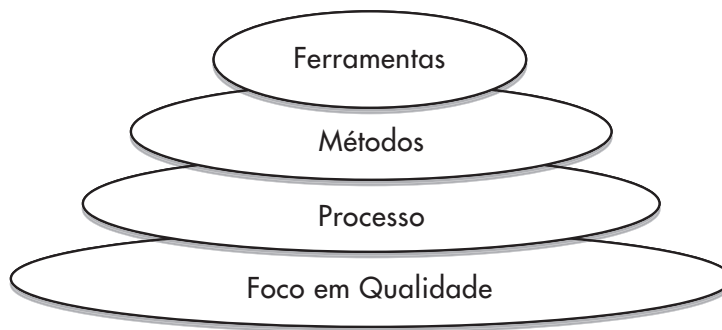 Ferramentas
Métodos
Processo
Foco em Qualidade